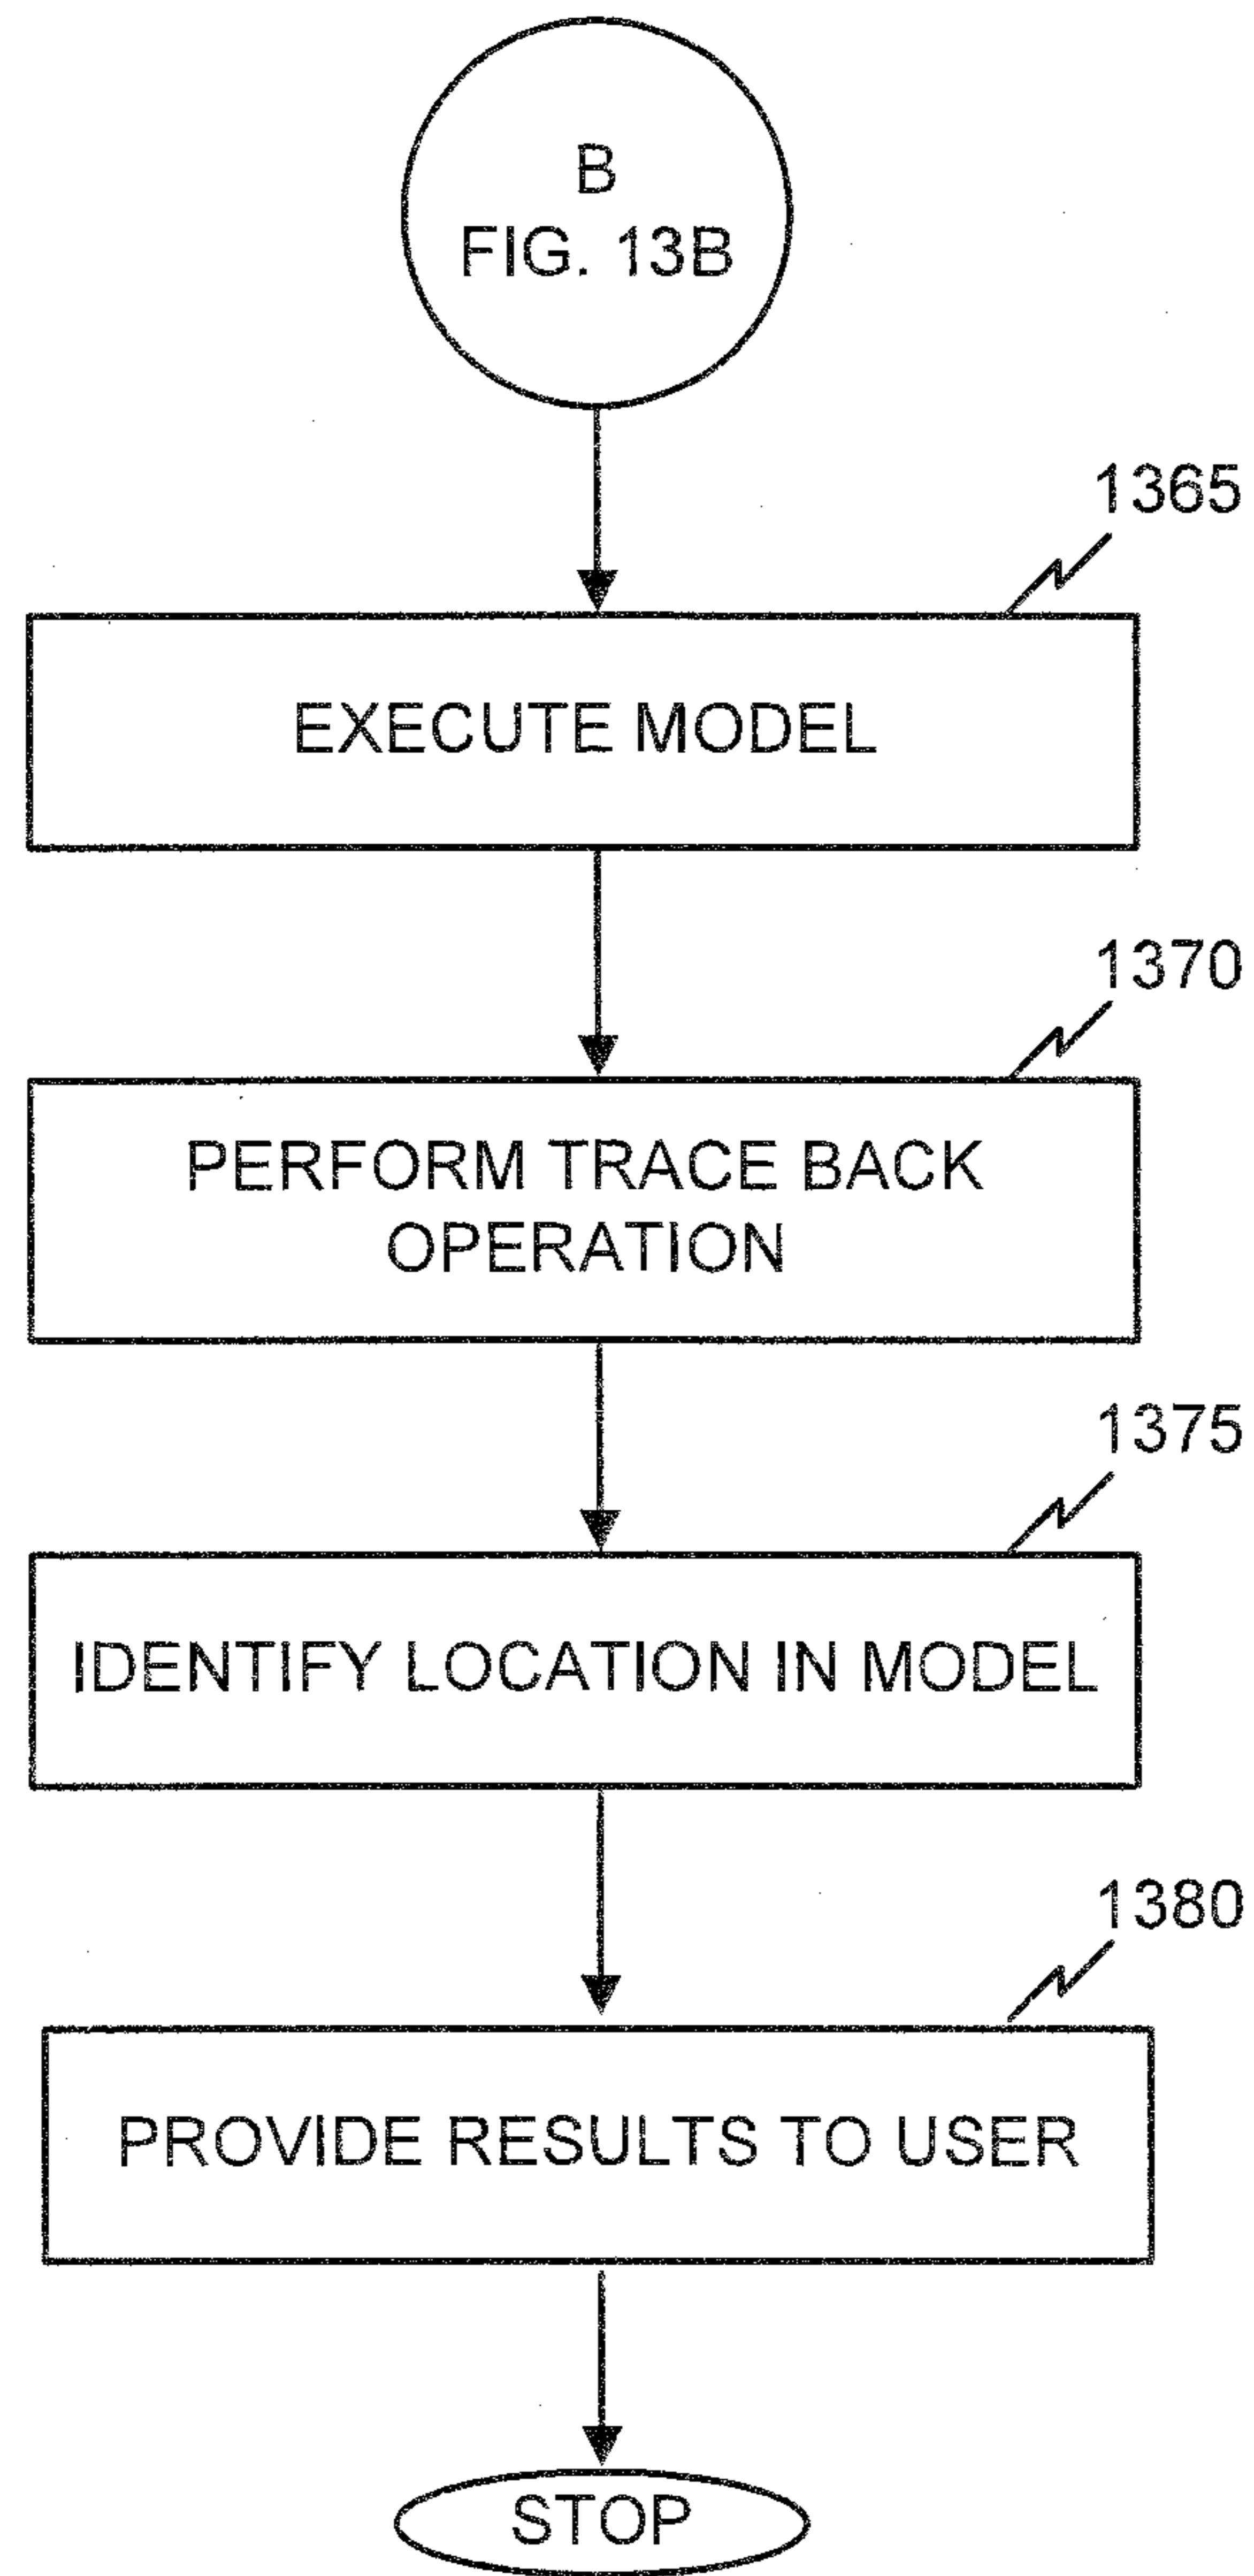 B
FIG. 13B
1365
EXECUTE MODEL
1370
PERFORM TRACE BACK
OPERATION
1375
IDENTIFY LOCATION IN MODEL
1380
PROVIDE RESULTS TO USER
STOP